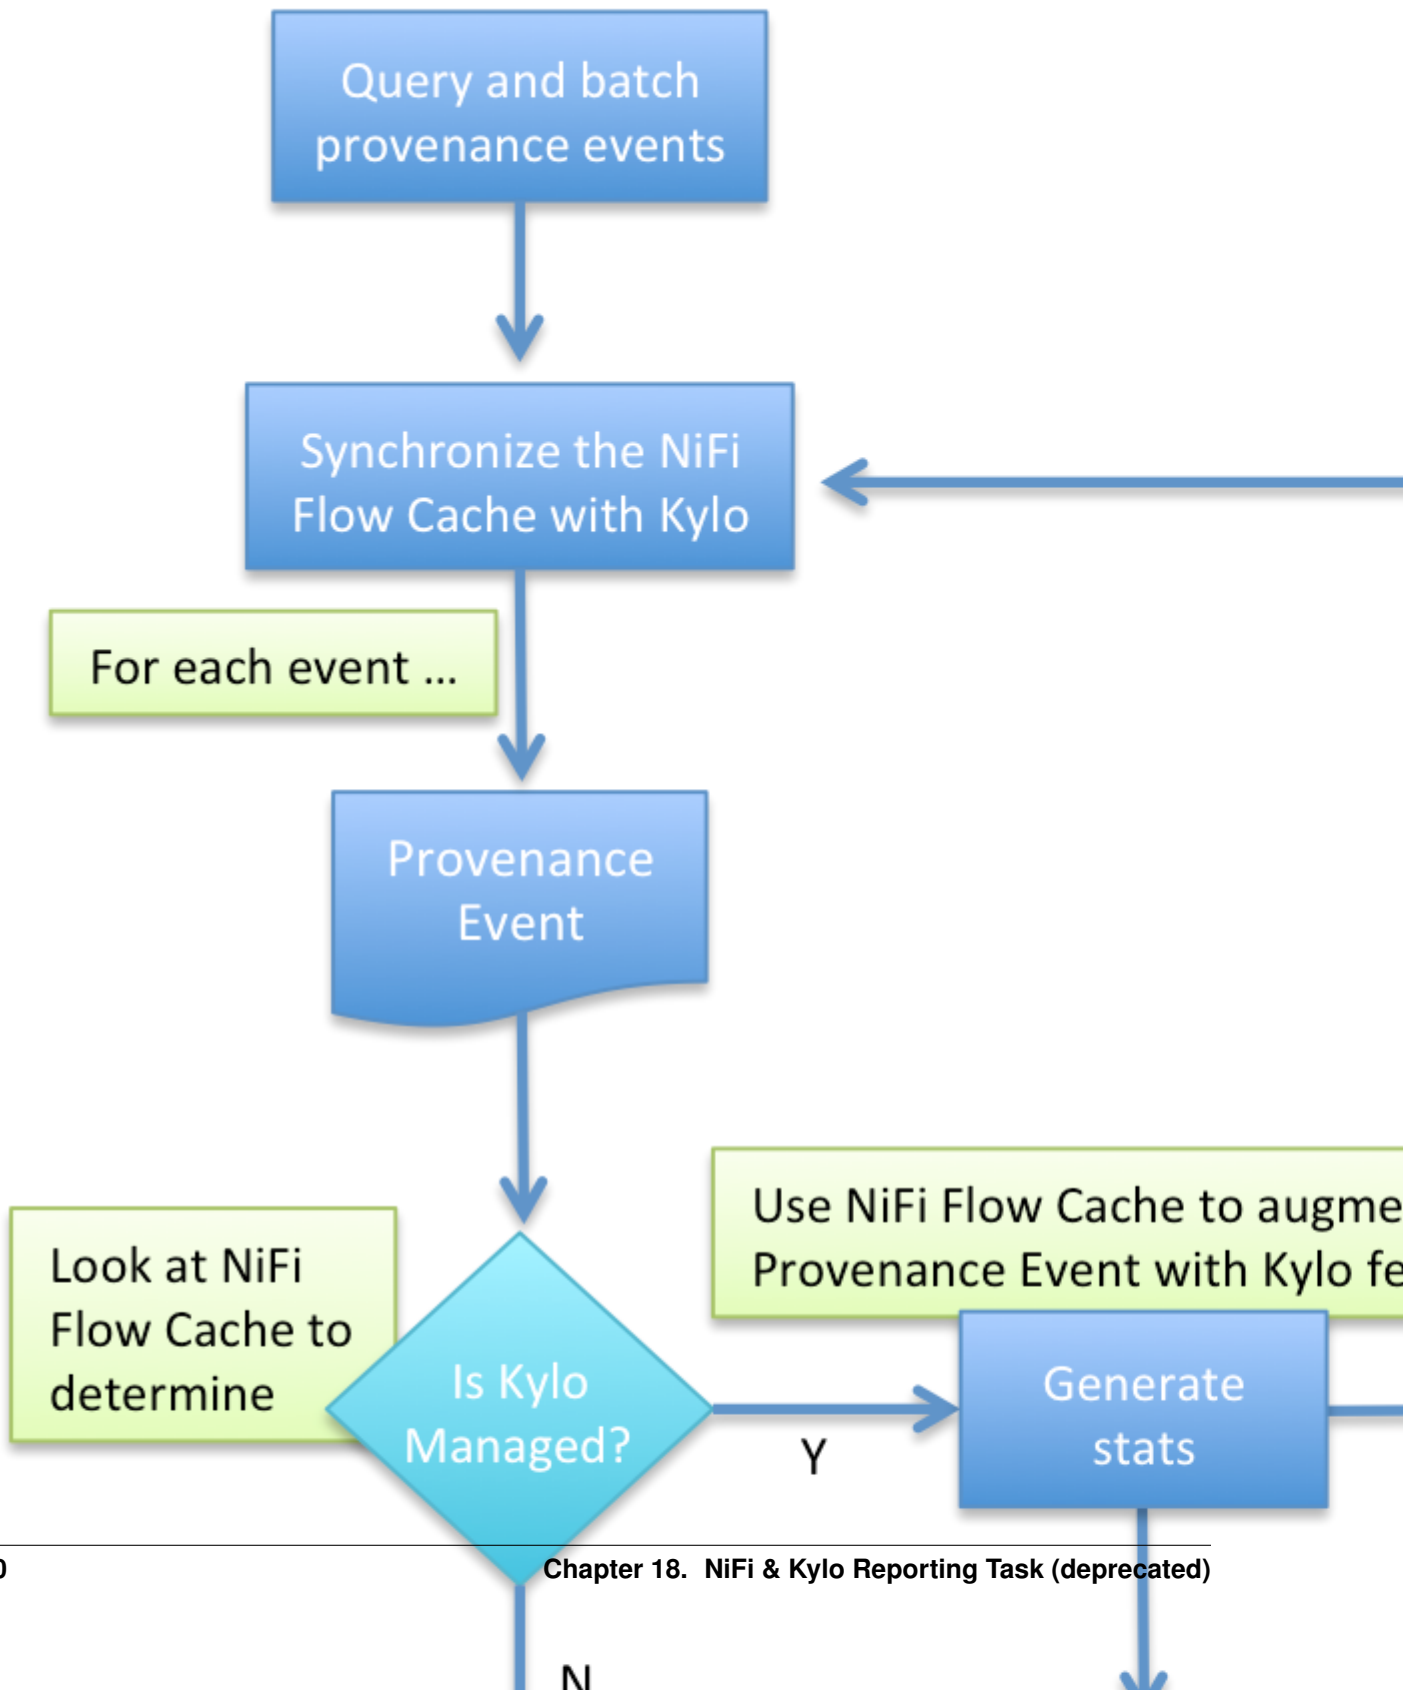 Query and batch
provenance events
Synchronize the NiFi
Flow Cache with Kylo
For each event ...
Provenance
Event
Use NiFi Flow Cache to augme
Provenance Event with Kylo fe
Look at NiFi
Flow Cache to
determine
Is Kylo
Managed?
Y
Generate
stats
0
Chapter 18. NiFi & Kylo Reporting Task (deprecated)
N